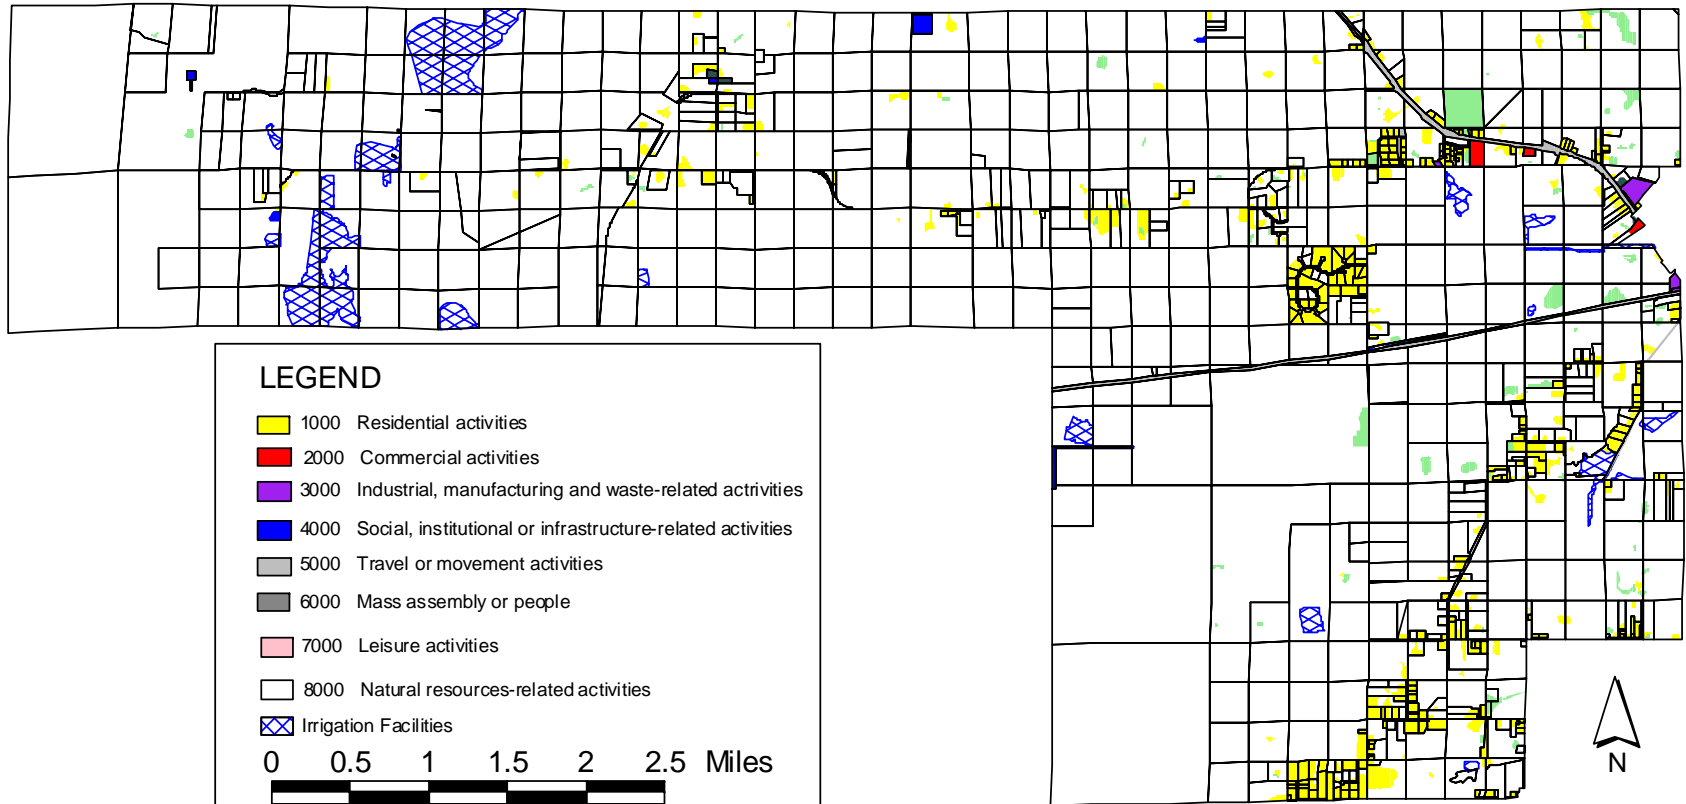 LEGEND
1000 Residential activities
2000 Commercial activities
3000 Industrial, manufacturing and waste-related actrivities
4000 Social, institutional or infrastructure-related activities
5000 Travel or movement activities
6000 Mass assembly or people
7000 Leisure activities
8000 Natural resources-related activities
Irrigation Facilities
0 0.5 1 1.5 2 2.5 Miles
N